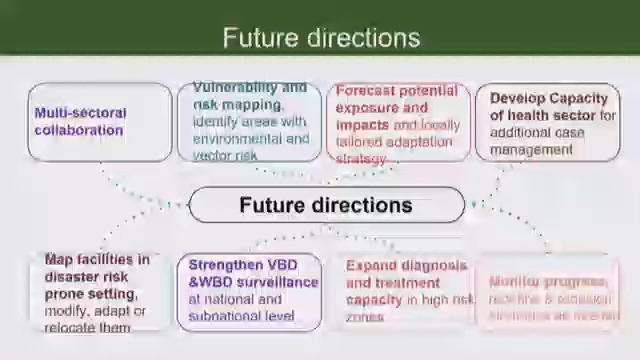 Future directions
Multi-sectoral
collaboration
Vulnerability and
risk mapping,
identify areas with
environmental and
vector risk
Forecast potential
exposure and
impacts and locally
tailored adaptation
strategy
Develop Capacity
of health sector for
additional case
management
Future directions
Map facilities in
disaster risk
prone setting,
modify, adapt or
relocate them
Strengthen VBD
&WBD surveillance
at national and
subnational level
Expand diagnosis
and treatment
capacity in high risk
zones
Monitor progress,